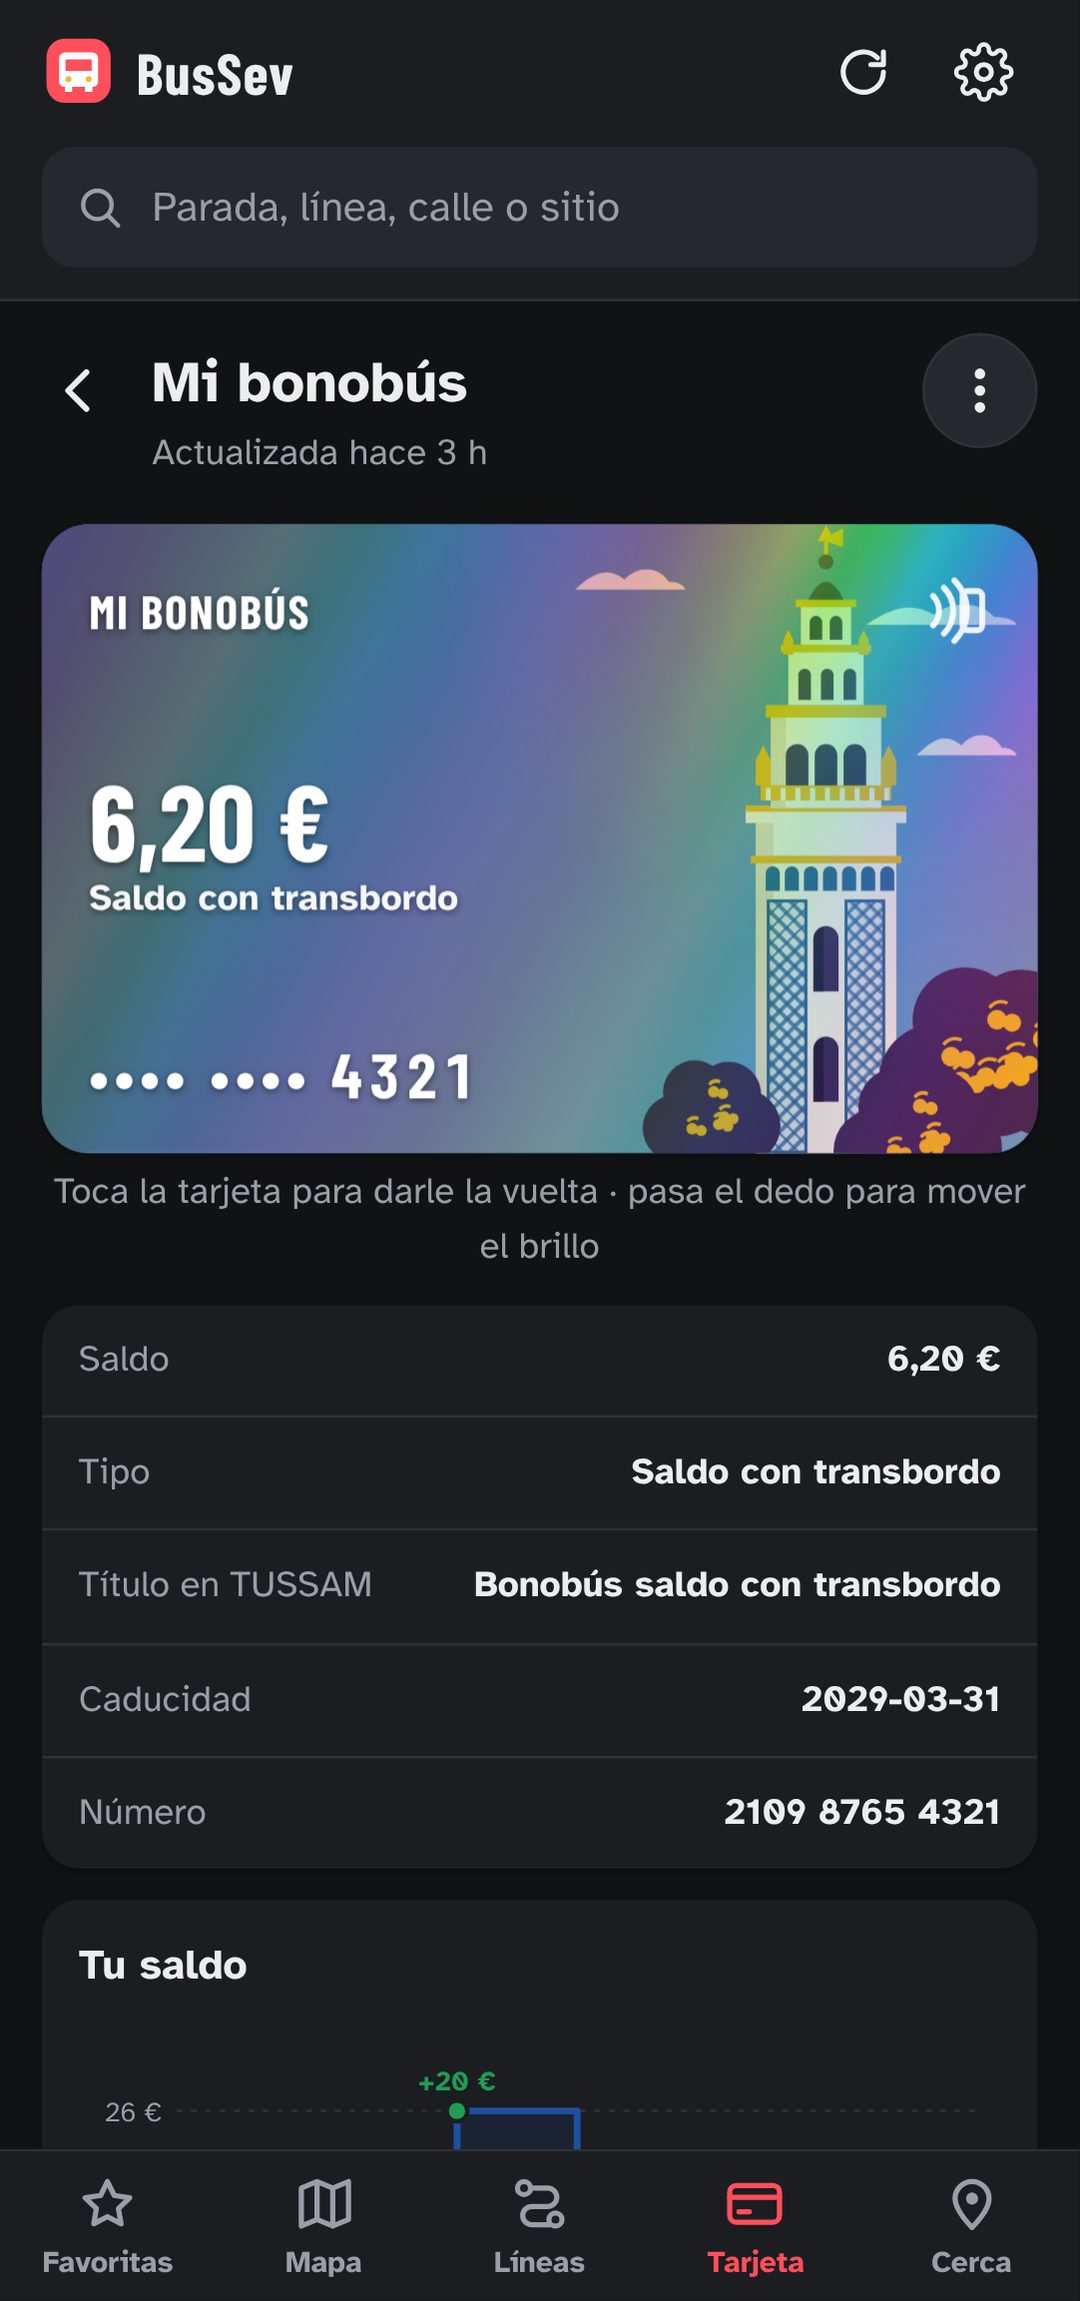 BusSev
Parada, línea, calle o sitio
Mi bonobús
Actualizada hace 3 h
MI BONOBÚS
6,20 €
Saldo con transbordo
•••• •••• 4321
Toca la tarjeta para darle la vuelta · pasa el dedo para mover
el brillo
Saldo 6,20 €
Tipo Saldo con transbordo
Título en TUSSAM Bonobús saldo con transbordo
Caducidad 2029-03-31
Número 2109 8765 4321
Tu saldo
+20 €
26 €
Favoritas Mapa Líneas Tarjeta Cerca